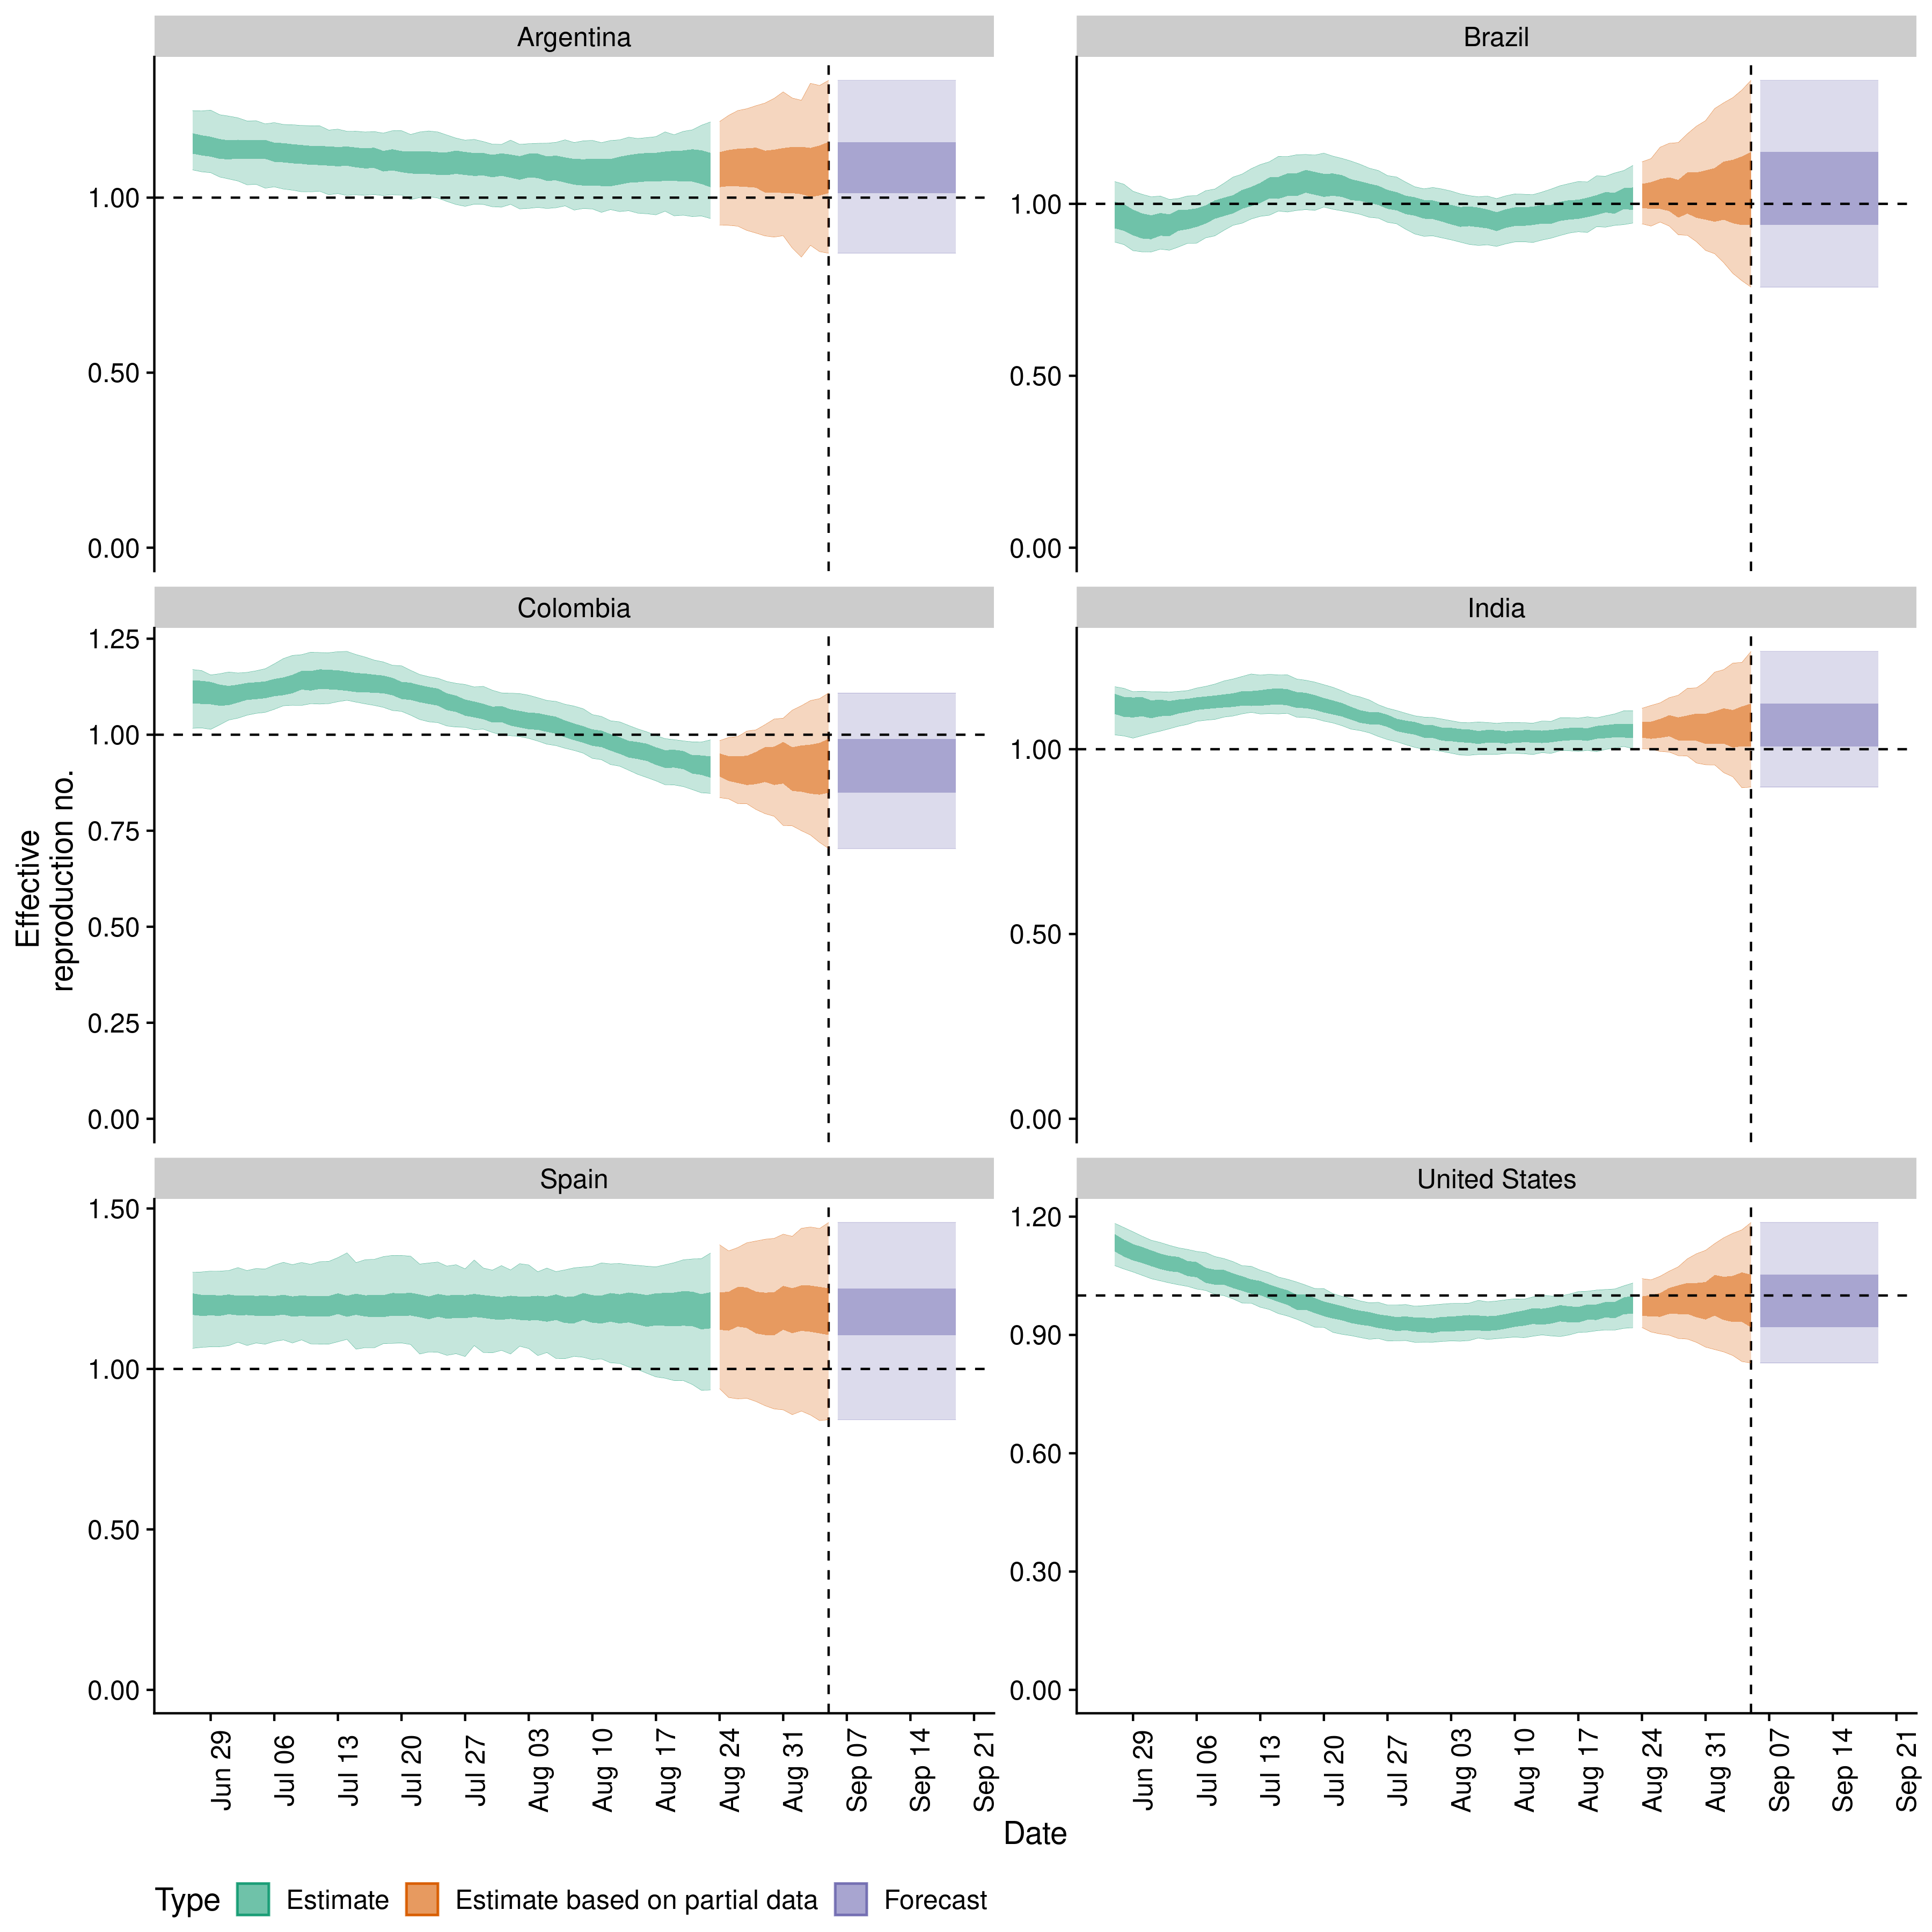 Argentina
Brazil
1.00
0.50
0.00
1.00
0.50
0.00
Colombia
India
1.25
1.00
0.75
0.50
0.25
0.00
1.00
0.50
0.00
Effective
reproduction no.
Spain
United States
1.50
1.00
0.50
0.00
1.20
0.90
0.60
0.30
0.00
Jun 29
Jul 06
Jul 13
Jul 20
Jul 27
Aug 03
Aug 10
Aug 17
Aug 24
Aug 31
Sep 07
Sep 14
Sep 21
Jun 29
Jul 06
Jul 13
Jul 20
Jul 27
Aug 03
Aug 10
Aug 17
Aug 24
Aug 31
Sep 07
Sep 14
Sep 21
Date
Type Estimate Estimate based on partial data Forecast